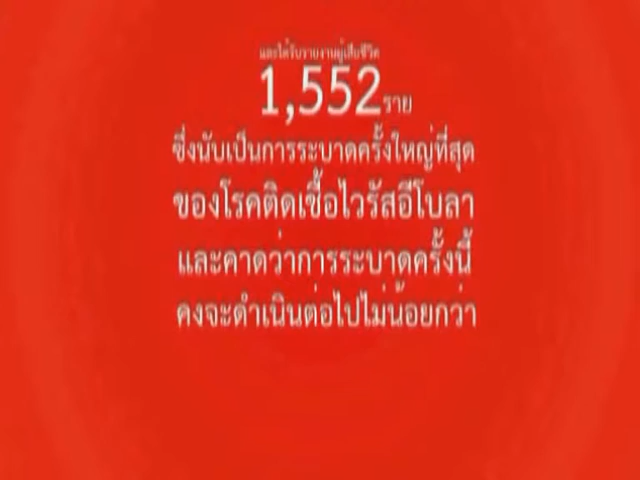 และได้รับรายงานผู้เสียชีวิต
1,552 ราย
ซึ่งนับเป็นการระบาดครั้งใหญ่ที่สุด
ของโรคติดเชื้อไวรัสอีโบลา
และคาดว่าการระบาดครั้งนี้
คงจะดำเนินต่อไปไม่น้อยกว่า